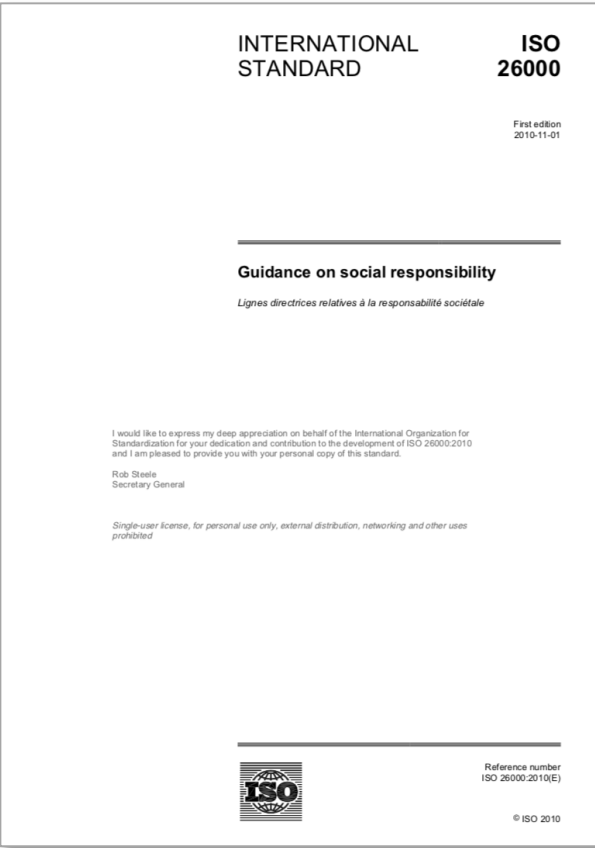 INTERNATIONAL
STANDARD
ISO
26000
First edition
2010-11-01
Guidance on social responsibility
Lignes directrices relatives à la responsabilité sociétale
I would like to express my deep appreciation on behalf of the International Organization for
Standardization for your dedication and contribution to the development of ISO 26000:2010
and I am pleased to provide you with your personal copy of this standard.
Rob Steele
Secretary General
Single-user license, for personal use only, external distribution, networking and other uses
prohibited
ISO
Reference number
ISO 26000:2010(E)
© ISO 2010